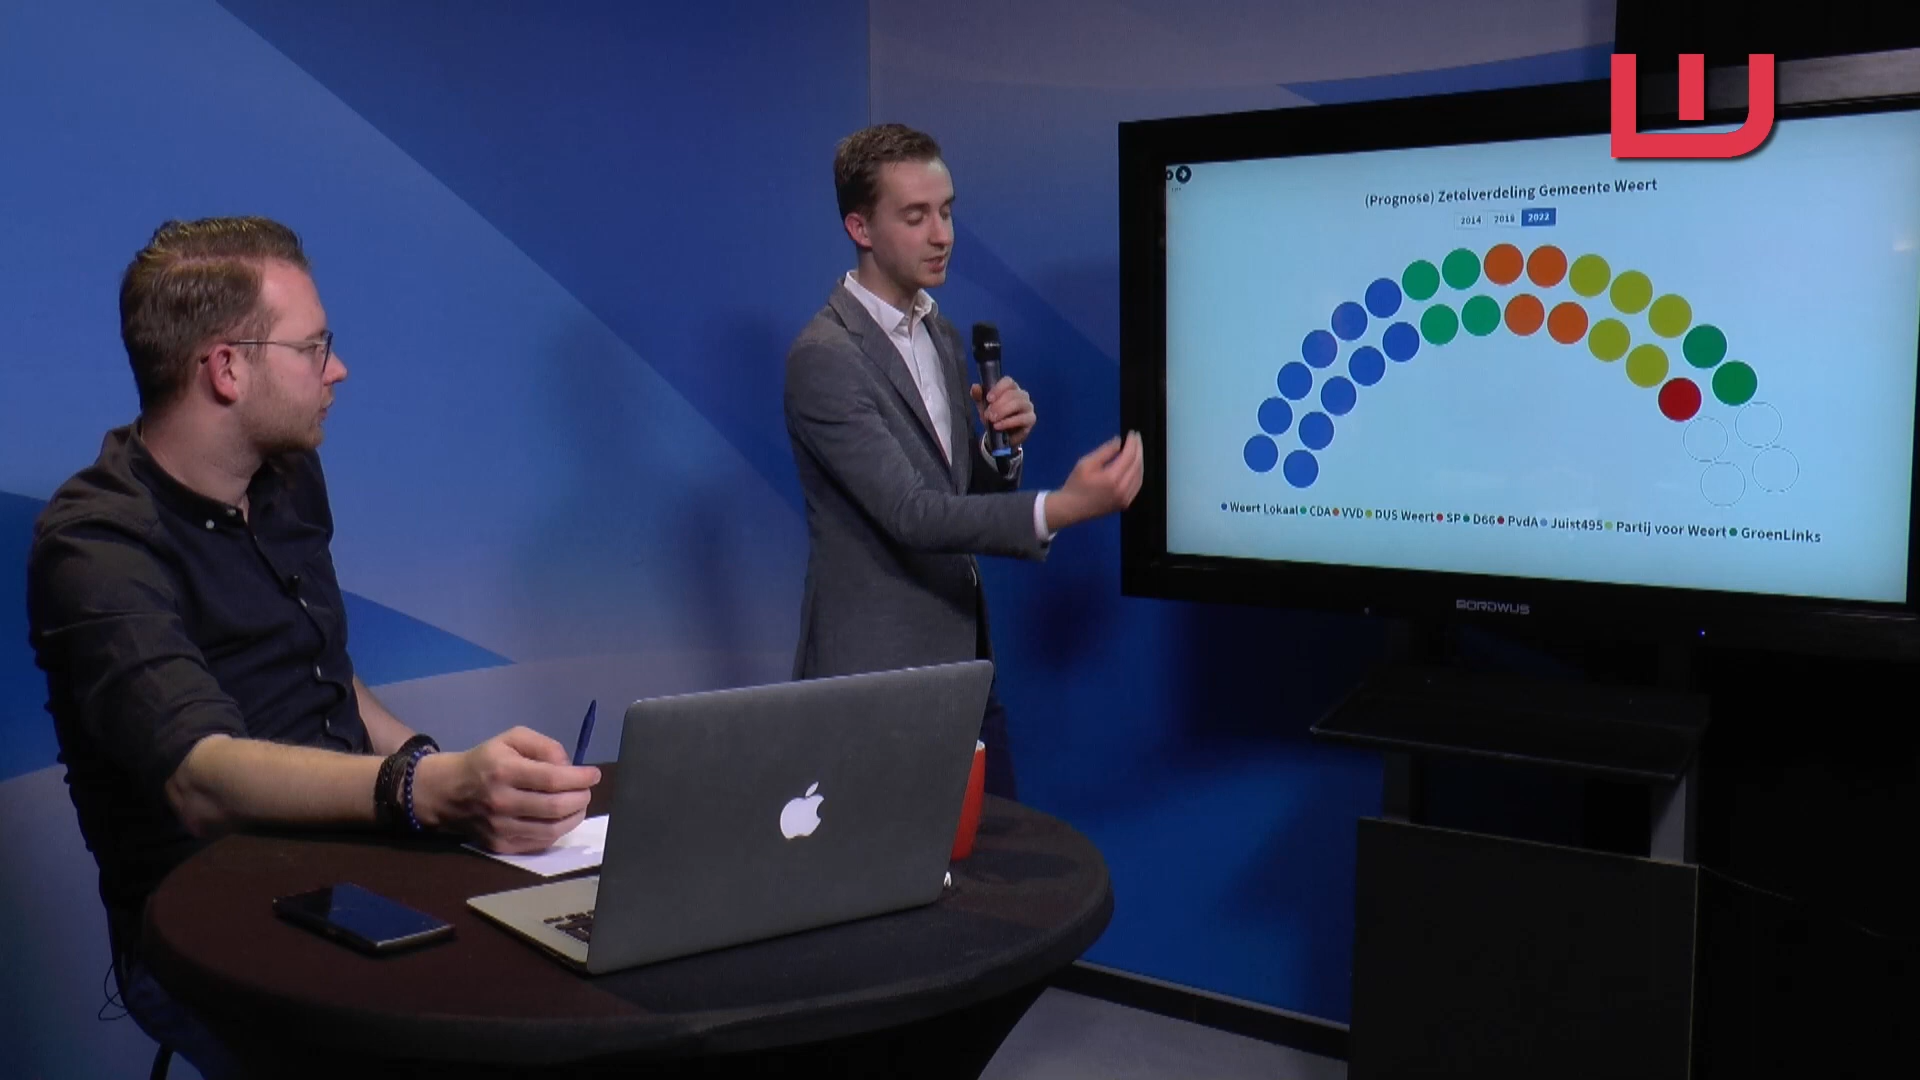 (Prognose) Zetelverdeling Gemeente Weert
2014 2018 2022
Weert Lokaal CDA VVD DUS Weert SP D66 PvdA Juist495 Partij voor Weert GroenLinks
BORDWIJS